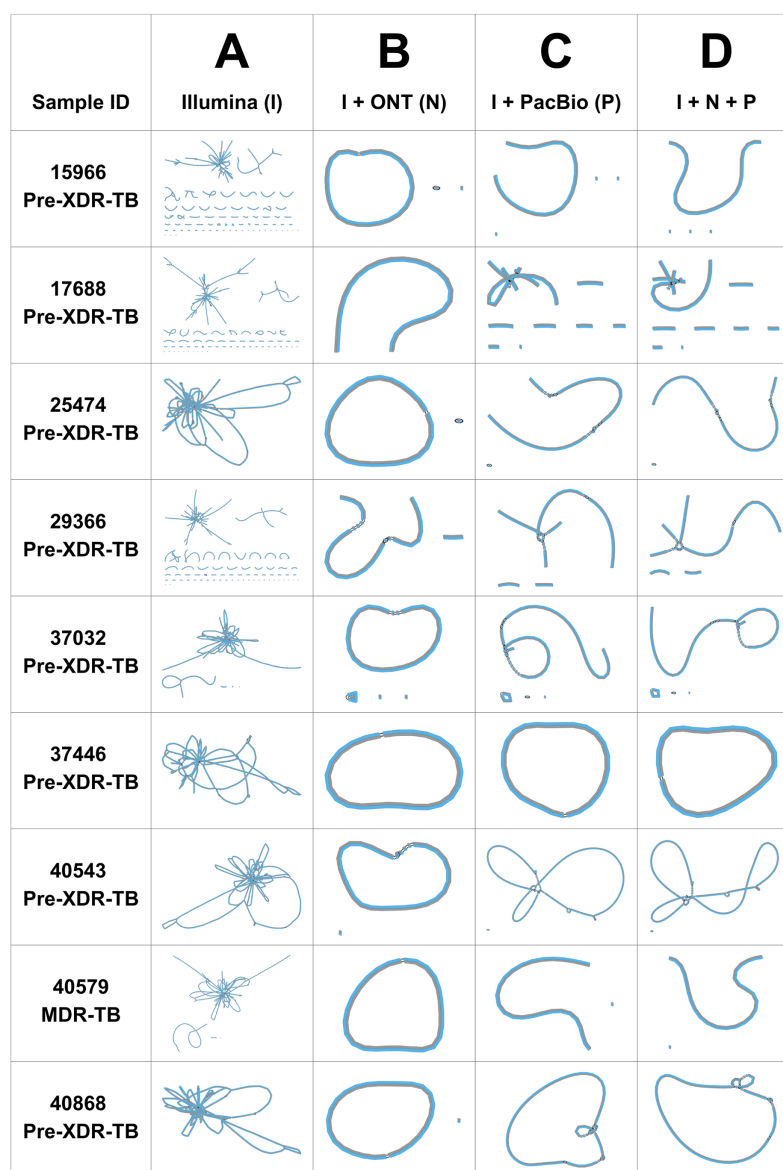 A B C D
Sample ID Illumina (I) I + ONT (N) I + PacBio (P) I + N + P
15966
Pre-XDR-TB
17688
Pre-XDR-TB
25474
Pre-XDR-TB
29366
Pre-XDR-TB
37032
Pre-XDR-TB
37446
Pre-XDR-TB
40543
Pre-XDR-TB
40579
MDR-TB
40868
Pre-XDR-TB